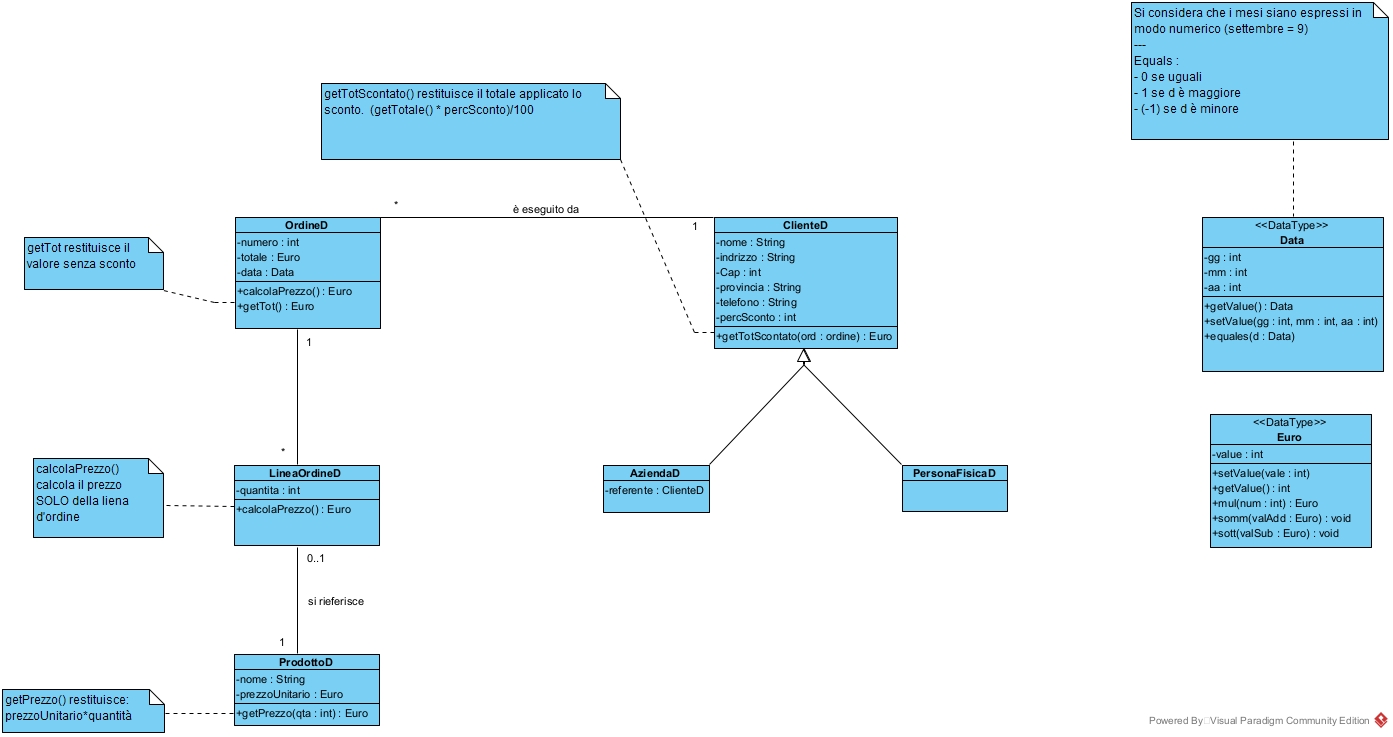 Si considera che i mesi siano espressi in
modo numerico (settembre = 9)
---
Equals :
- 0 se uguali
- 1 se d è maggiore
- (-1) se d è minore
getTotScontato() restituisce il totale applicato lo
sconto.  (getTotale() * percSconto)/100
getTot restituisce il
valore senza sconto
OrdineD
-numero : int
-totale : Euro
-data : Data
+calcolaPrezzo() : Euro
+getTot() : Euro
*
è eseguito da
1
ClienteD
-nome : String
-indrizzo : String
-Cap : int
-provincia : String
-telefono : String
-percSconto : int
+getTotScontato(ord : ordine) : Euro
<<DataType>>
Data
-gg : int
-mm : int
-aa : int
+getValue() : Data
+setValue(gg : int, mm : int, aa : int)
+equales(d : Data)
1
*
calcolaPrezzo()
calcola il prezzo
SOLO della liena
d'ordine
LineaOrdineD
-quantita : int
+calcolaPrezzo() : Euro
AziendaD
-referente : ClienteD
PersonaFisicaD
<<DataType>>
Euro
-value : int
+setValue(vale : int)
+getValue() : int
+mul(num : int) : Euro
+somm(valAdd : Euro) : void
+sott(valSub : Euro) : void
0..1
si rieferisce
1
getPrezzo() restituisce:
prezzoUnitario*quantità
ProdottoD
-nome : String
-prezzoUnitario : Euro
+getPrezzo(qta : int) : Euro
Powered By Visual Paradigm Community Edition